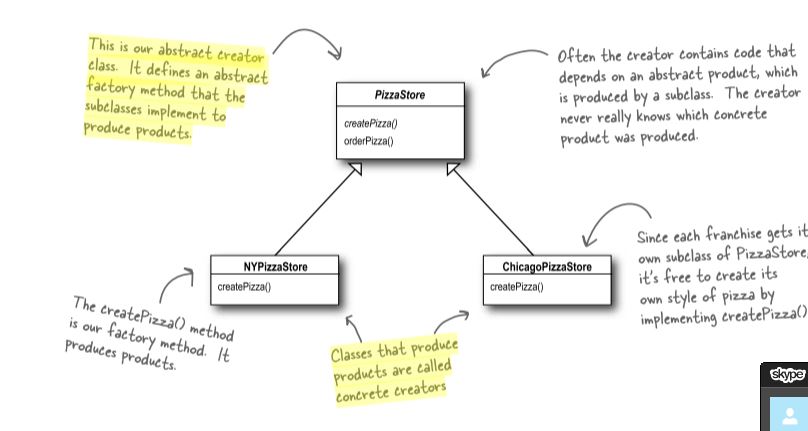 This is our abstract creator
class. It defines an abstract
factory method that the
subclasses implement to
produce products.
Often the creator contains code that
depends on an abstract product, which
is produced by a subclass. The creator
never really knows which concrete
product was produced.
PizzaStore
createPizza()
orderPizza()
NYPizzaStore
createPizza()
ChicagoPizzaStore
createPizza()
Since each franchise gets it
own subclass of PizzaStore,
it's free to create its
own style of pizza by
implementing createPizza()
The createPizza() method
is our factory method. It
produces products.
Classes that produce
products are called
concrete creators
skype